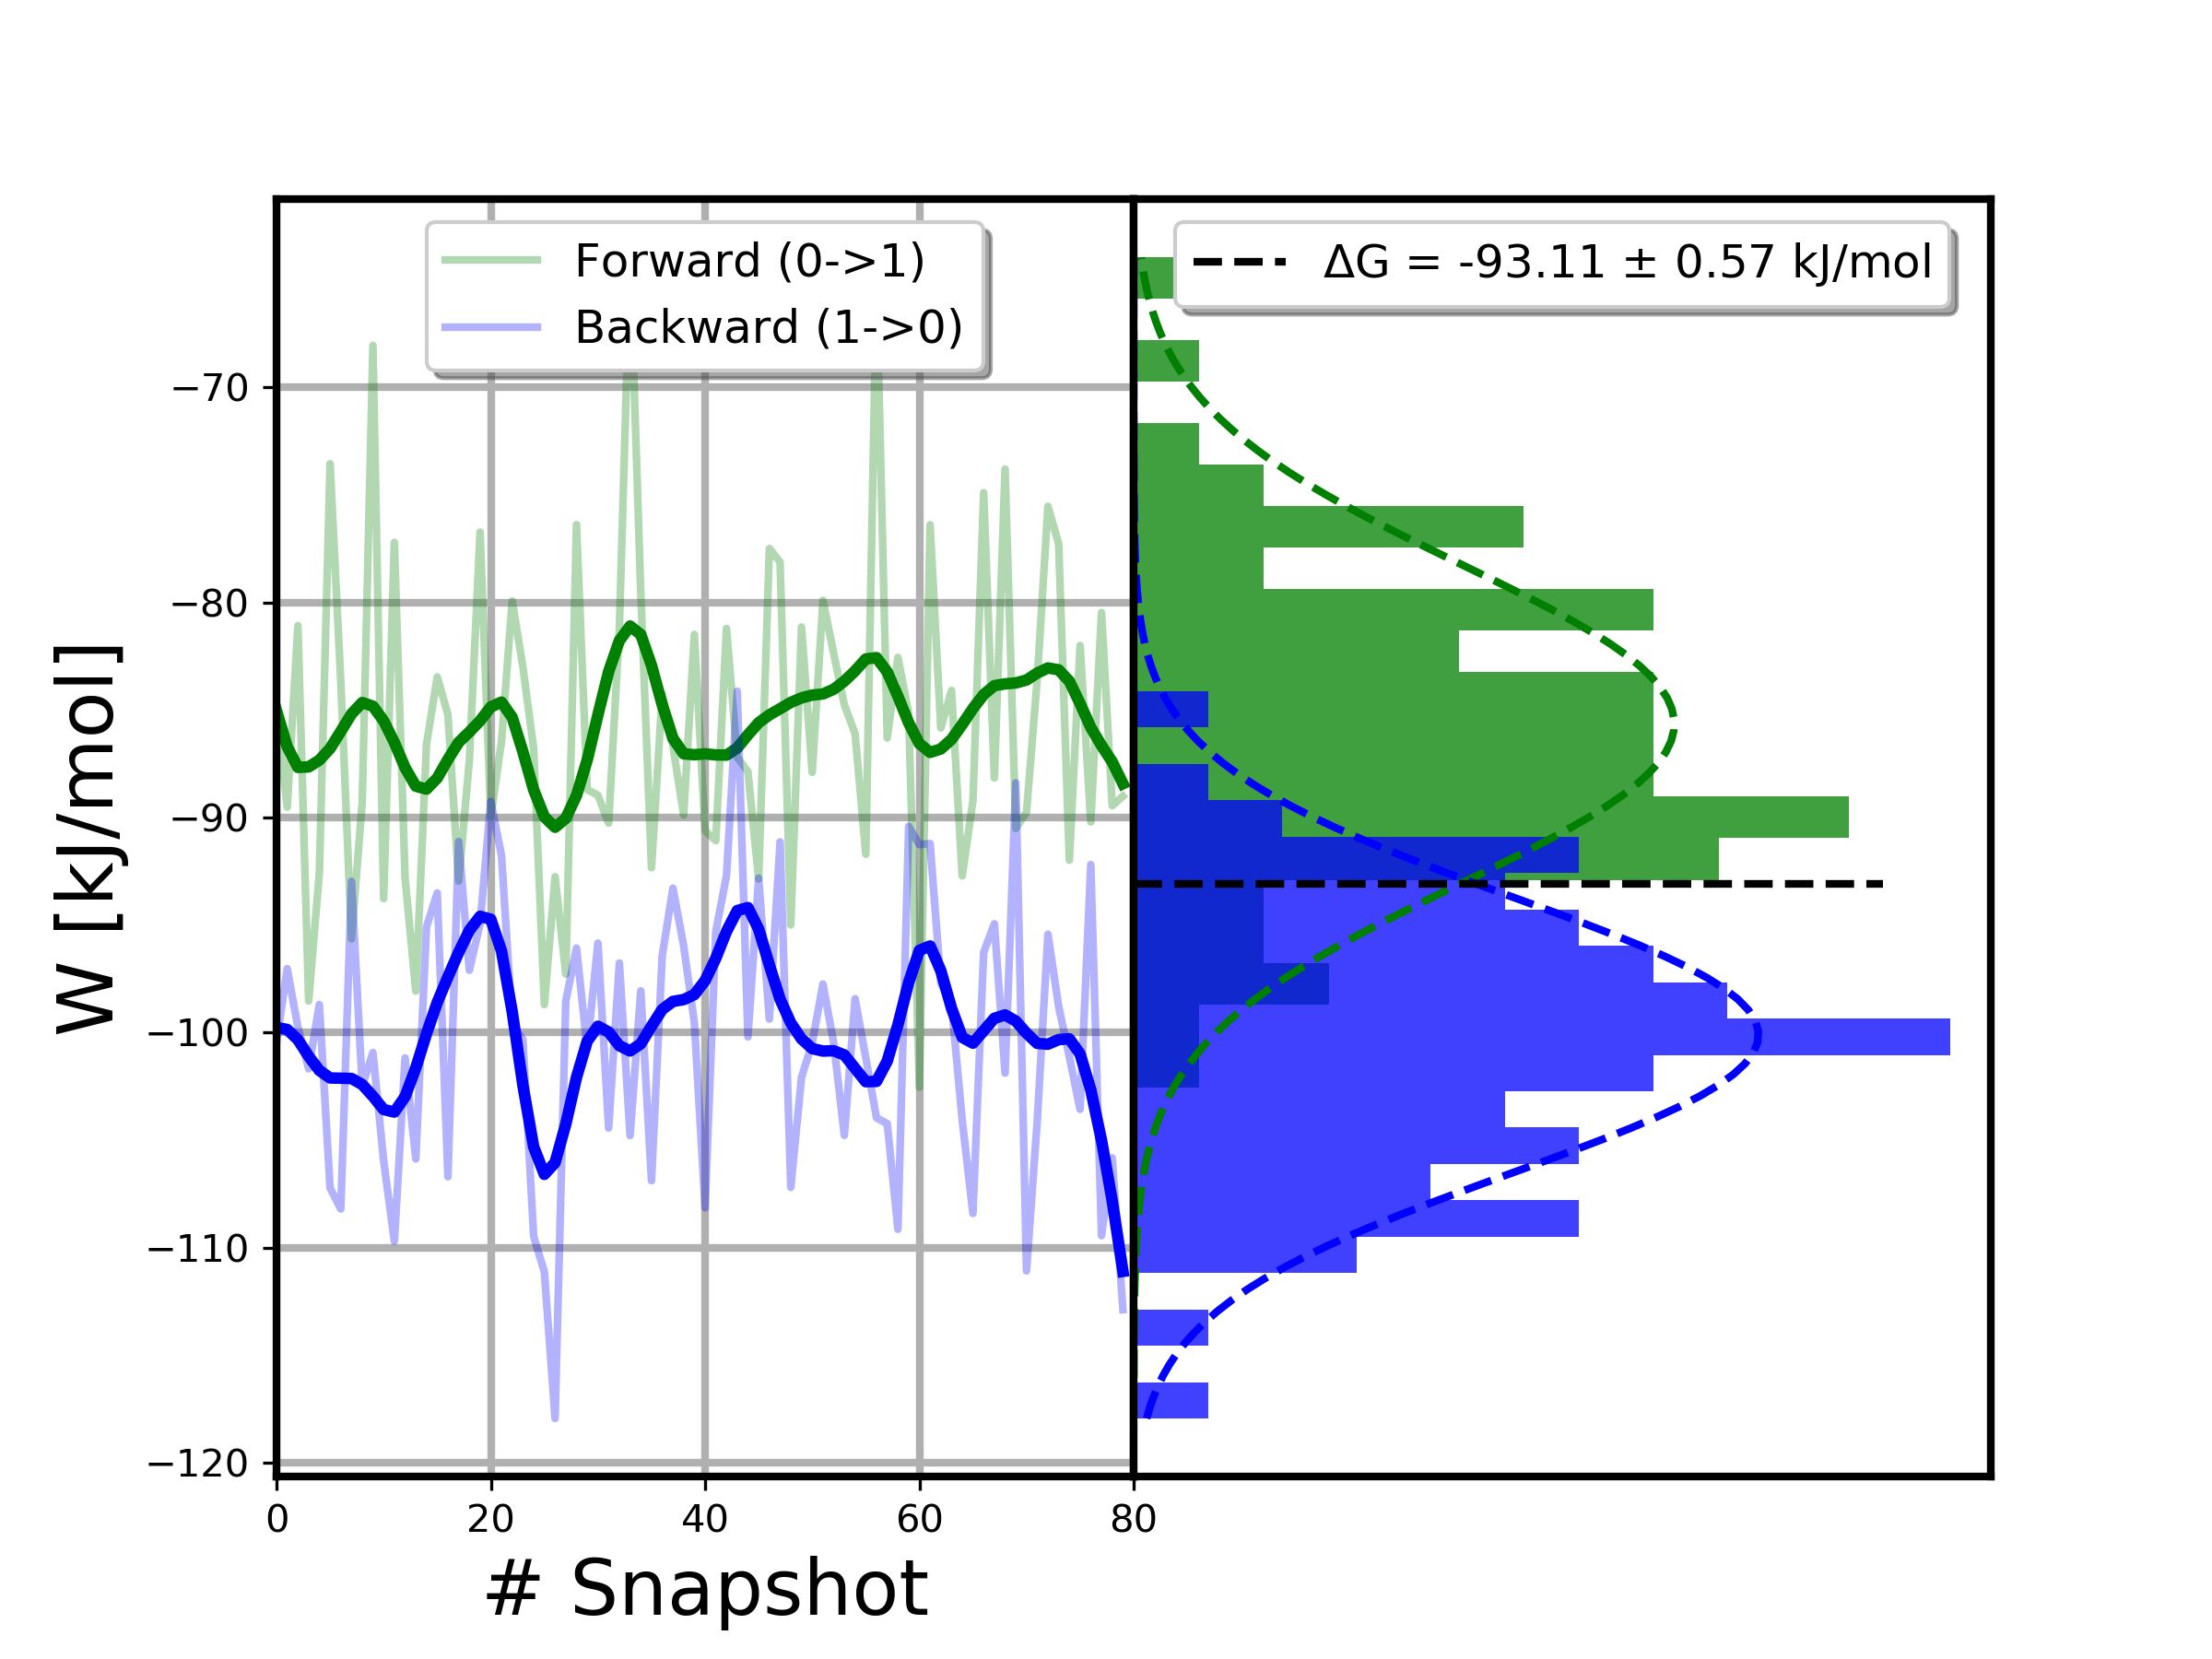 Forward (0->1)
Backward (1->0)
ΔG = -93.11 ± 0.57 kJ/mol
W [kJ/mol]
−70
−80
−90
−100
−110
−120
0 20 40 60 80
# Snapshot